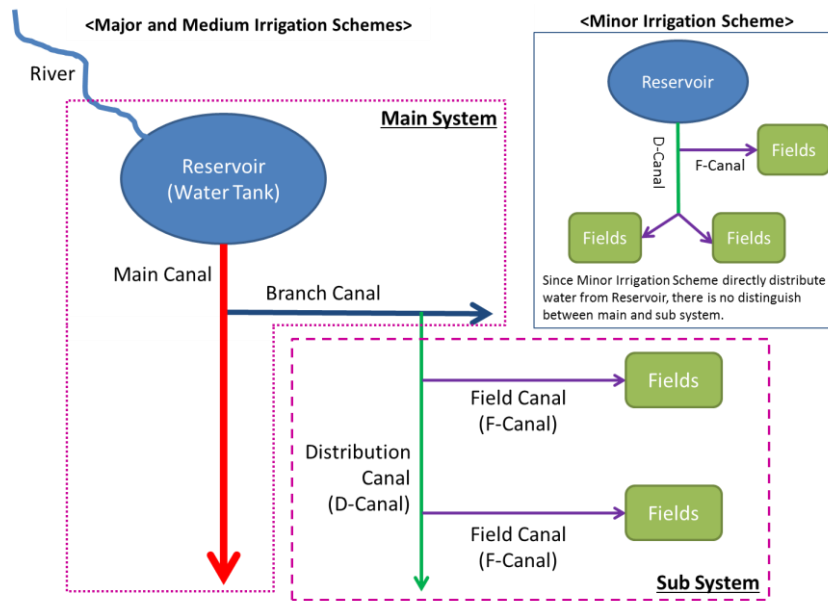 <Major and Medium Irrigation Schemes>
River
Main System
Reservoir
(Water Tank)
Main Canal
Branch Canal
Distribution
Canal
(D-Canal)
Field Canal
(F-Canal)
Fields
Field Canal
(F-Canal)
Fields
Sub System
<Minor Irrigation Scheme>
Reservoir
D-Canal
F-Canal
Fields
Fields
Fields
Since Minor Irrigation Scheme directly distribute
water from Reservoir, there is no distinguish
between main and sub system.